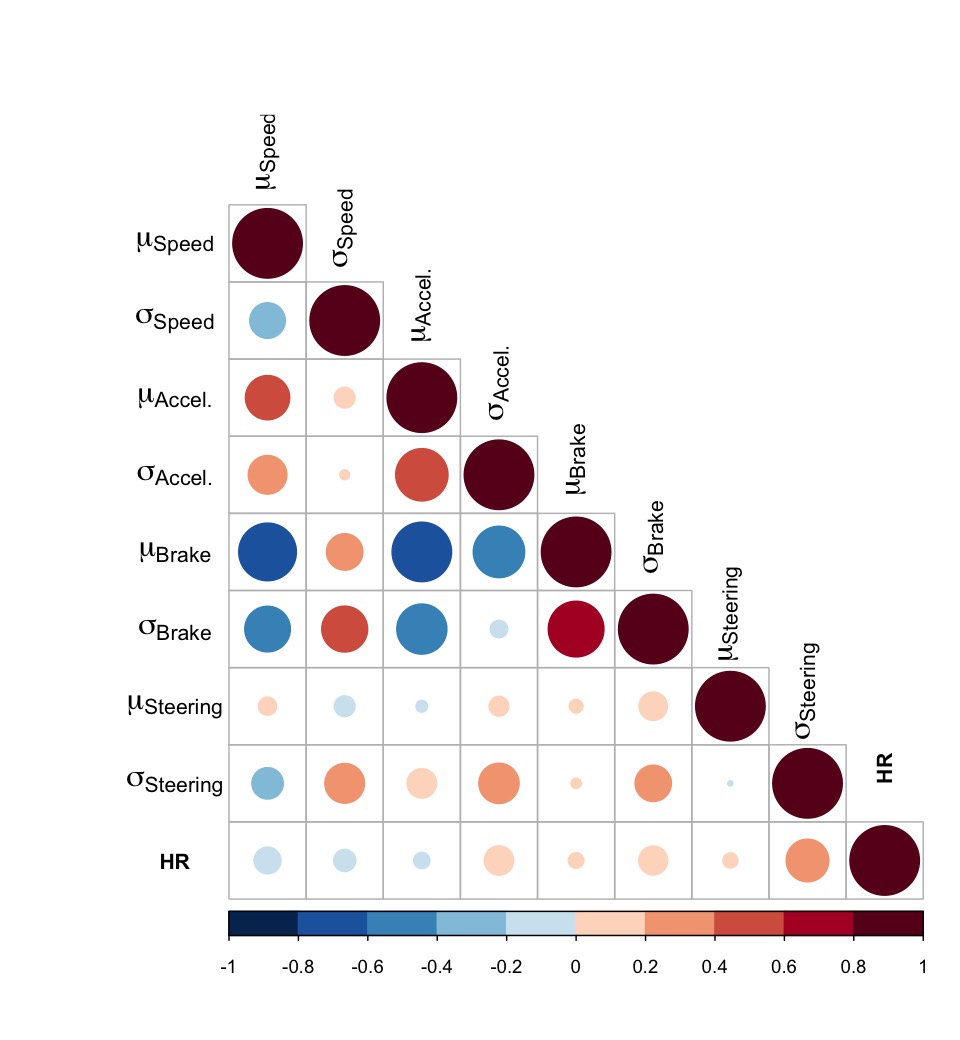 μSpeed
μSpeed
σSpeed
σSpeed
μAccel.
μAccel.
σAccel.
σAccel.
μBrake
μBrake
σBrake
σBrake
μSteering
μSteering
σSteering
σSteering
HR
HR
-1 -0.8 -0.6 -0.4 -0.2 0 0.2 0.4 0.6 0.8 1